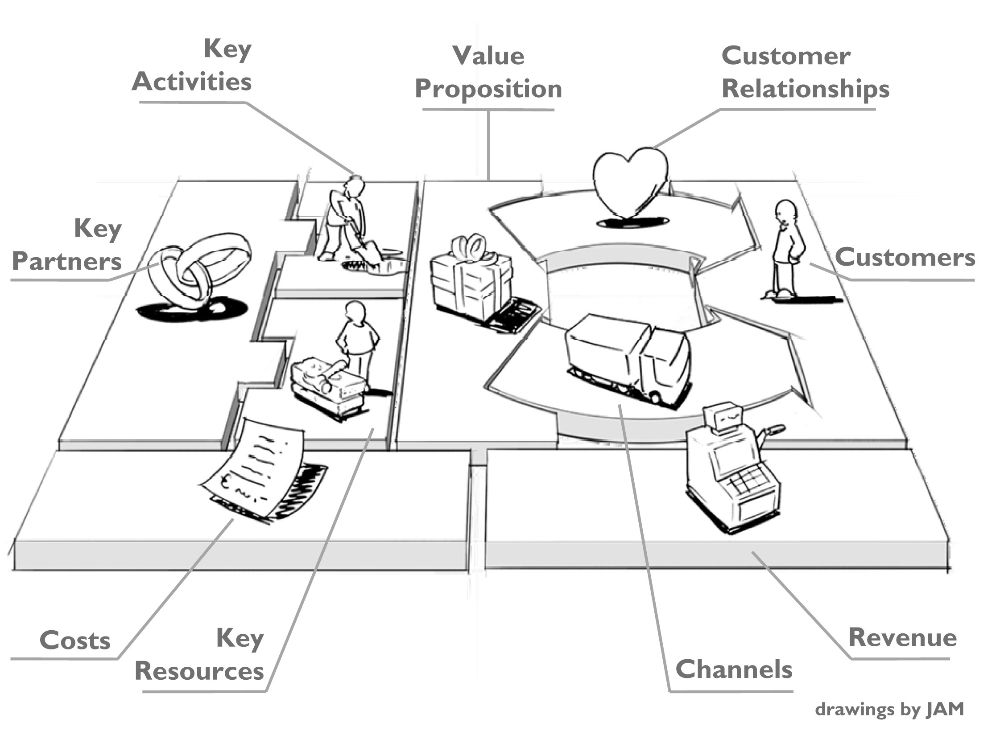 Key
Activities
Value
Proposition
Customer
Relationships
Key
Partners
Customers
Costs
Key
Resources
Channels
Revenue
drawings by JAM